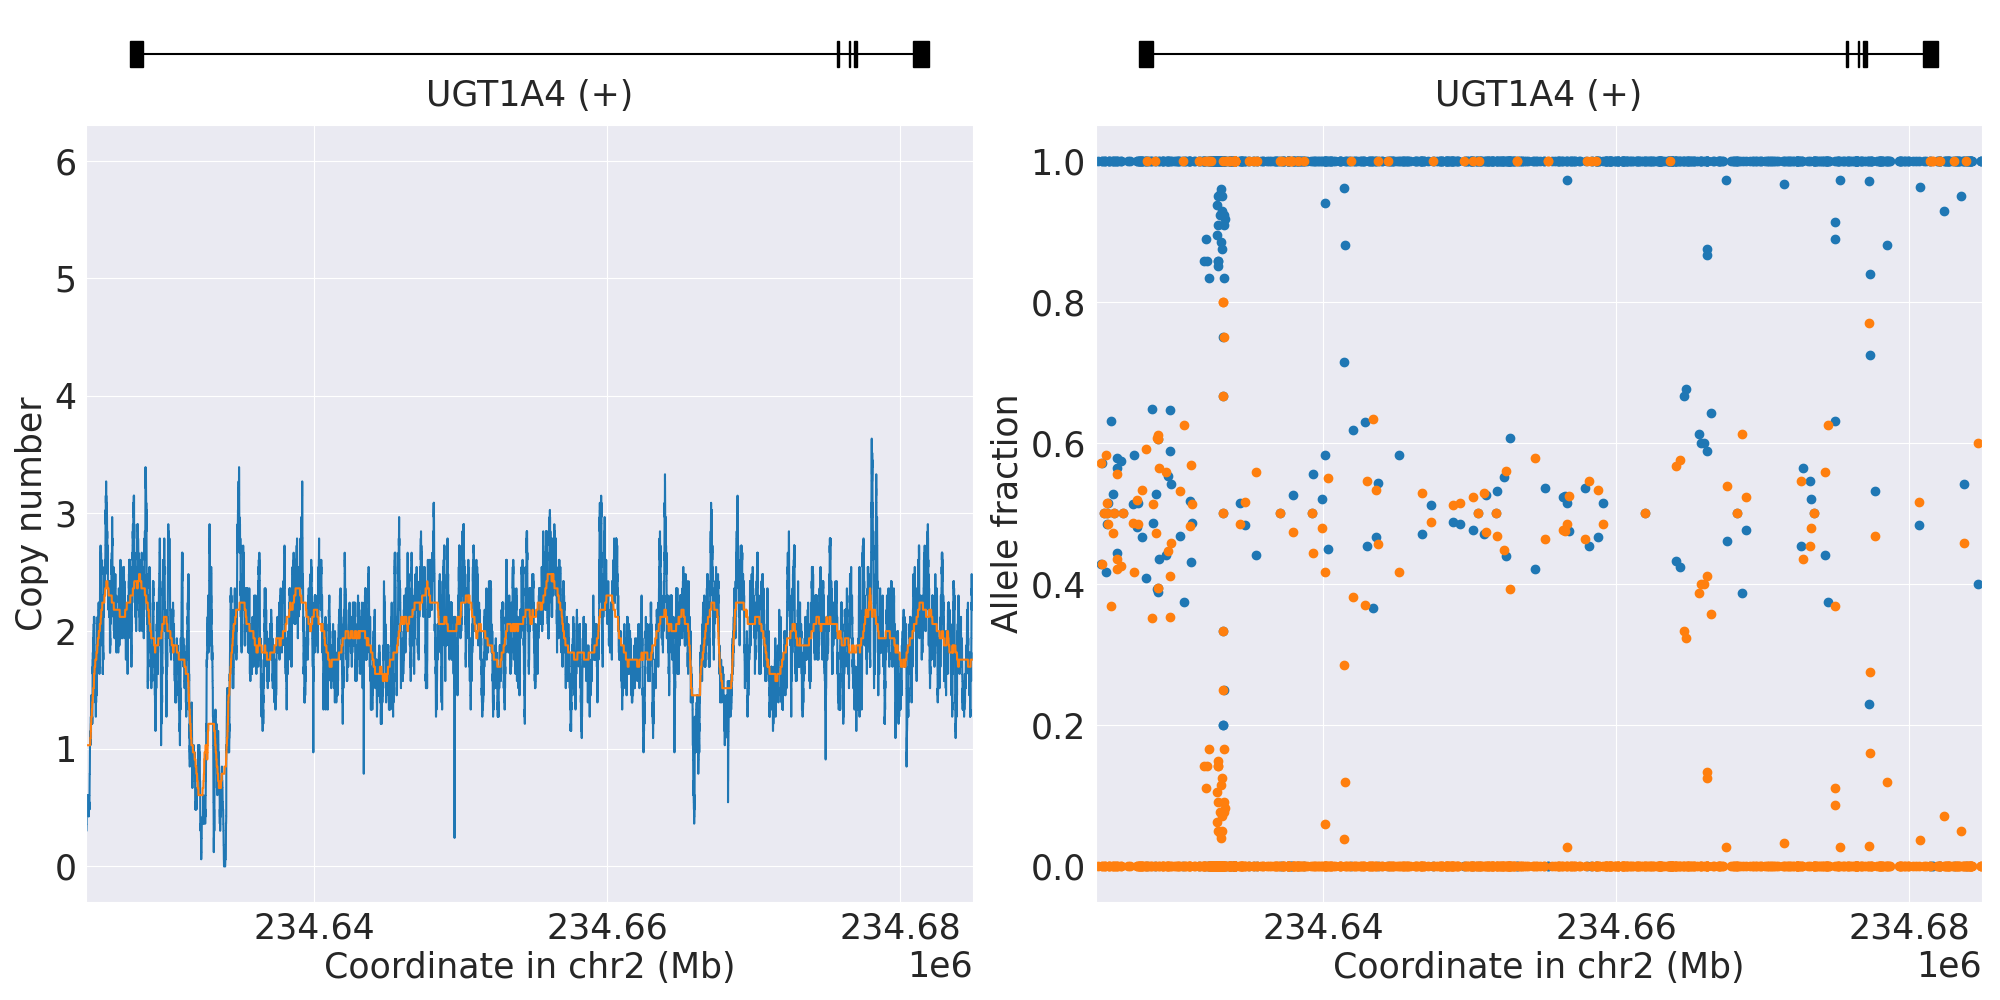 UGT1A4 (+)
6
5
4
3
2
1
0
Copy number
234.64 234.66 234.68
1e6
Coordinate in chr2 (Mb)
UGT1A4 (+)
1.0
0.8
0.6
0.4
0.2
0.0
Allele fraction
234.64 234.66 234.68
1e6
Coordinate in chr2 (Mb)